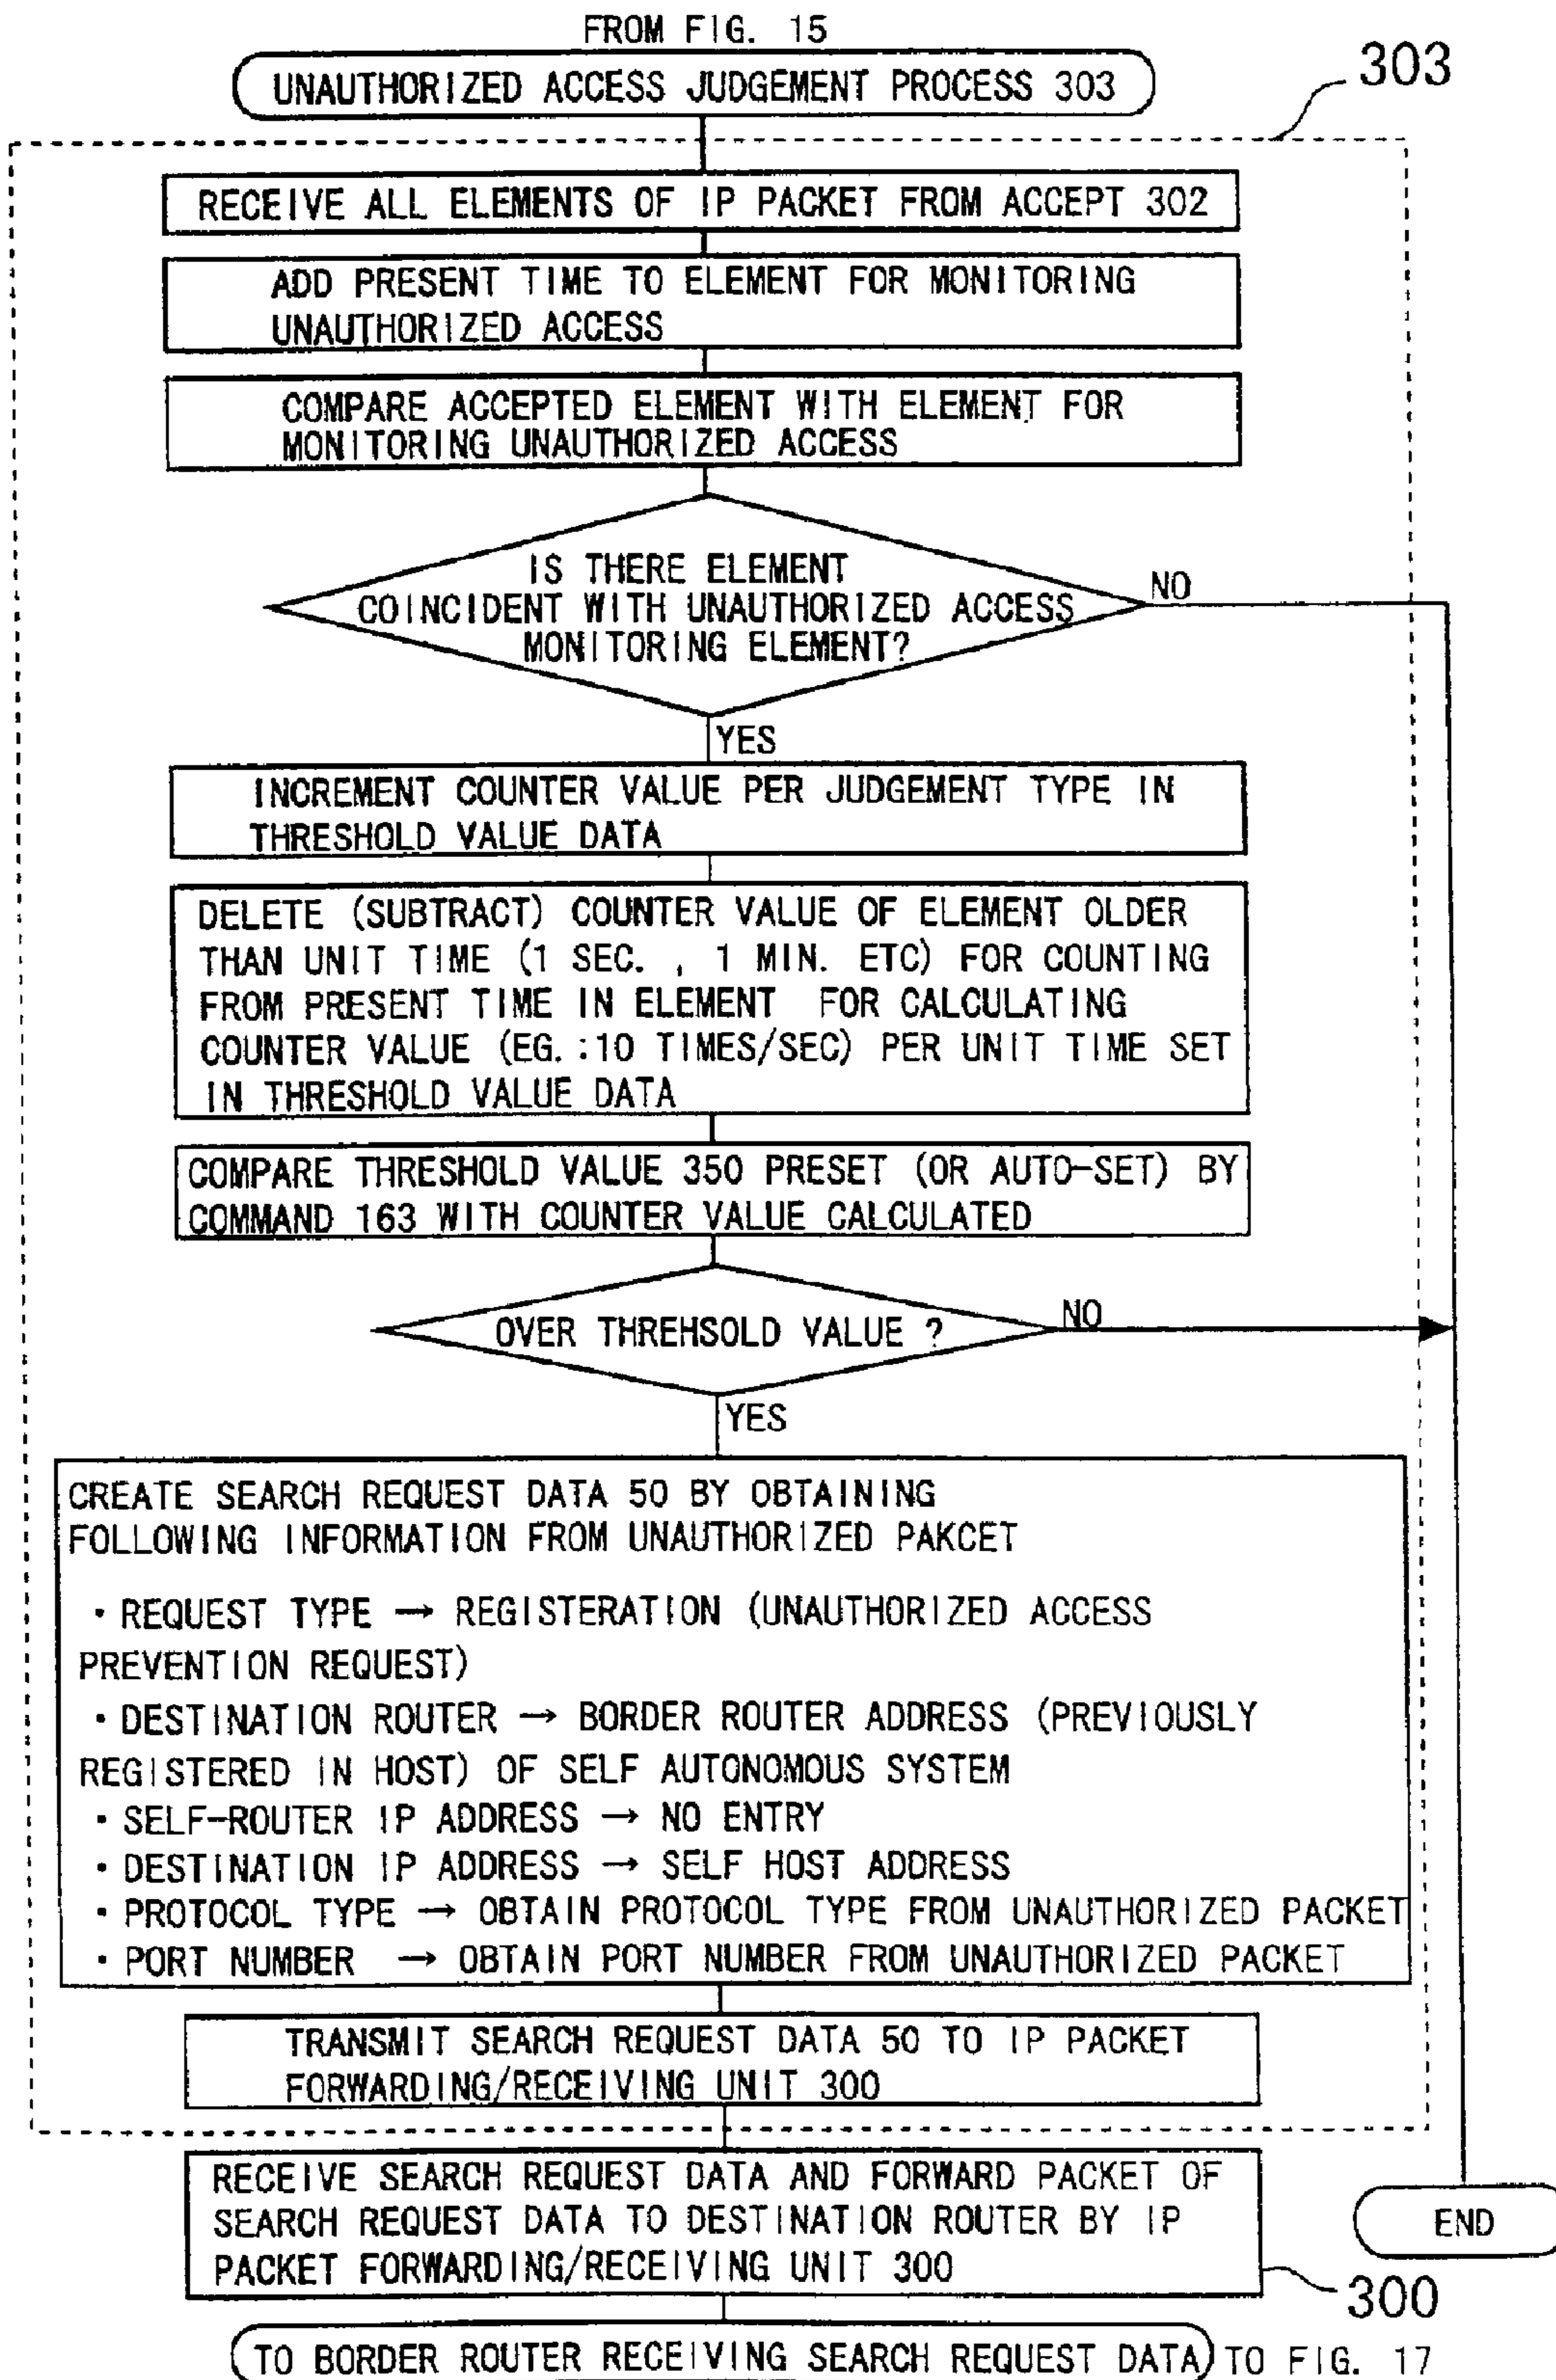 FROM FIG. 15
UNAUTHORIZED ACCESS JUDGEMENT PROCESS 303
303
RECEIVE ALL ELEMENTS OF IP PACKET FROM ACCEPT 302
ADD PRESENT TIME TO ELEMENT FOR MONITORING
UNAUTHORIZED ACCESS
COMPARE ACCEPTED ELEMENT WITH ELEMENT FOR
MONITORING UNAUTHORIZED ACCESS
IS THERE ELEMENT
COINCIDENT WITH UNAUTHORIZED ACCESS
MONITORING ELEMENT?
NO
YES
INCREMENT COUNTER VALUE PER JUDGEMENT TYPE IN
THRESHOLD VALUE DATA
DELETE (SUBTRACT) COUNTER VALUE OF ELEMENT OLDER
THAN UNIT TIME (1 SEC. , 1 MIN. ETC) FOR COUNTING
FROM PRESENT TIME IN ELEMENT FOR CALCULATING
COUNTER VALUE (EG. :10 TIMES/SEC) PER UNIT TIME SET
IN THRESHOLD VALUE DATA
COMPARE THRESHOLD VALUE 350 PRESET (OR AUTO-SET) BY
COMMAND 163 WITH COUNTER VALUE CALCULATED
OVER THREHSOLD VALUE ?
NO
YES
CREATE SEARCH REQUEST DATA 50 BY OBTAINING
FOLLOWING INFORMATION FROM UNAUTHORIZED PAKCET
・REQUEST TYPE → REGISTERATION (UNAUTHORIZED ACCESS
PREVENTION REQUEST)
・DESTINATION ROUTER → BORDER ROUTER ADDRESS (PREVIOUSLY
REGISTERED IN HOST) OF SELF AUTONOMOUS SYSTEM
・SELF-ROUTER IP ADDRESS → NO ENTRY
・DESTINATION IP ADDRESS → SELF HOST ADDRESS
・PROTOCOL TYPE → OBTAIN PROTOCOL TYPE FROM UNAUTHORIZED PACKET
・PORT NUMBER → OBTAIN PORT NUMBER FROM UNAUTHORIZED PACKET
TRANSMIT SEARCH REQUEST DATA 50 TO IP PACKET
FORWARDING/RECEIVING UNIT 300
RECEIVE SEARCH REQUEST DATA AND FORWARD PACKET OF
SEARCH REQUEST DATA TO DESTINATION ROUTER BY IP
PACKET FORWARDING/RECEIVING UNIT 300
END
300
TO BORDER ROUTER RECEIVING SEARCH REQUEST DATA TO FIG. 17